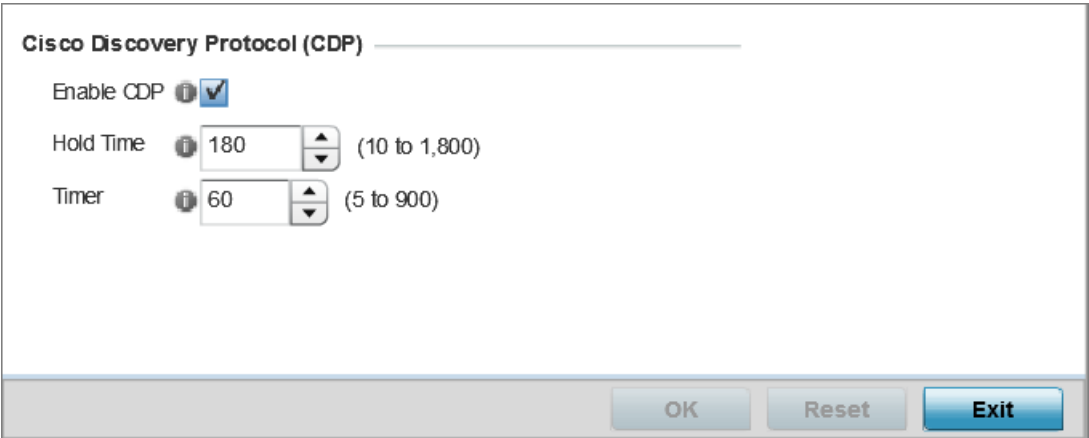 Cisco Discovery Protocol (CDP)
Enable CDP
Hold Time 180 (10 to 1,800)
Timer 60 (5 to 900)
OK Reset Exit